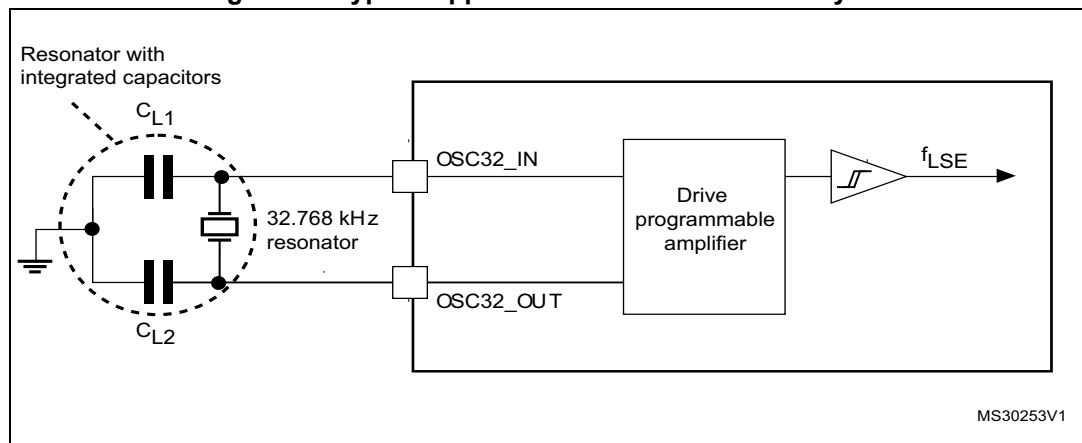 Resonator with
integrated capacitors
CL1
OSC32_IN
fLSE
32.768 kHz
resonator
Drive
programmable
amplifier
OSC32_OUT
CL2
MS30253V1